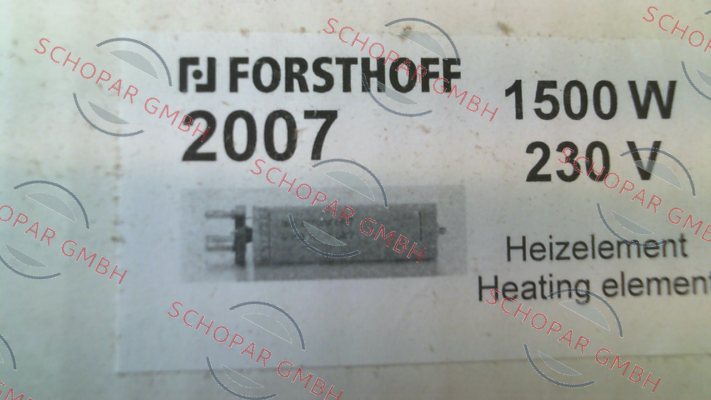 FORSTHOFF
2007
1500 W
230 V
Heizelement
Heating element
SCHOPAR GMBH
SCHOPAR GMBH
SCHOPAR GMBH
SCHOPAR GMBH
SCHOPAR GMBH
SCHOPAR GMBH
SCHOPAR GMBH